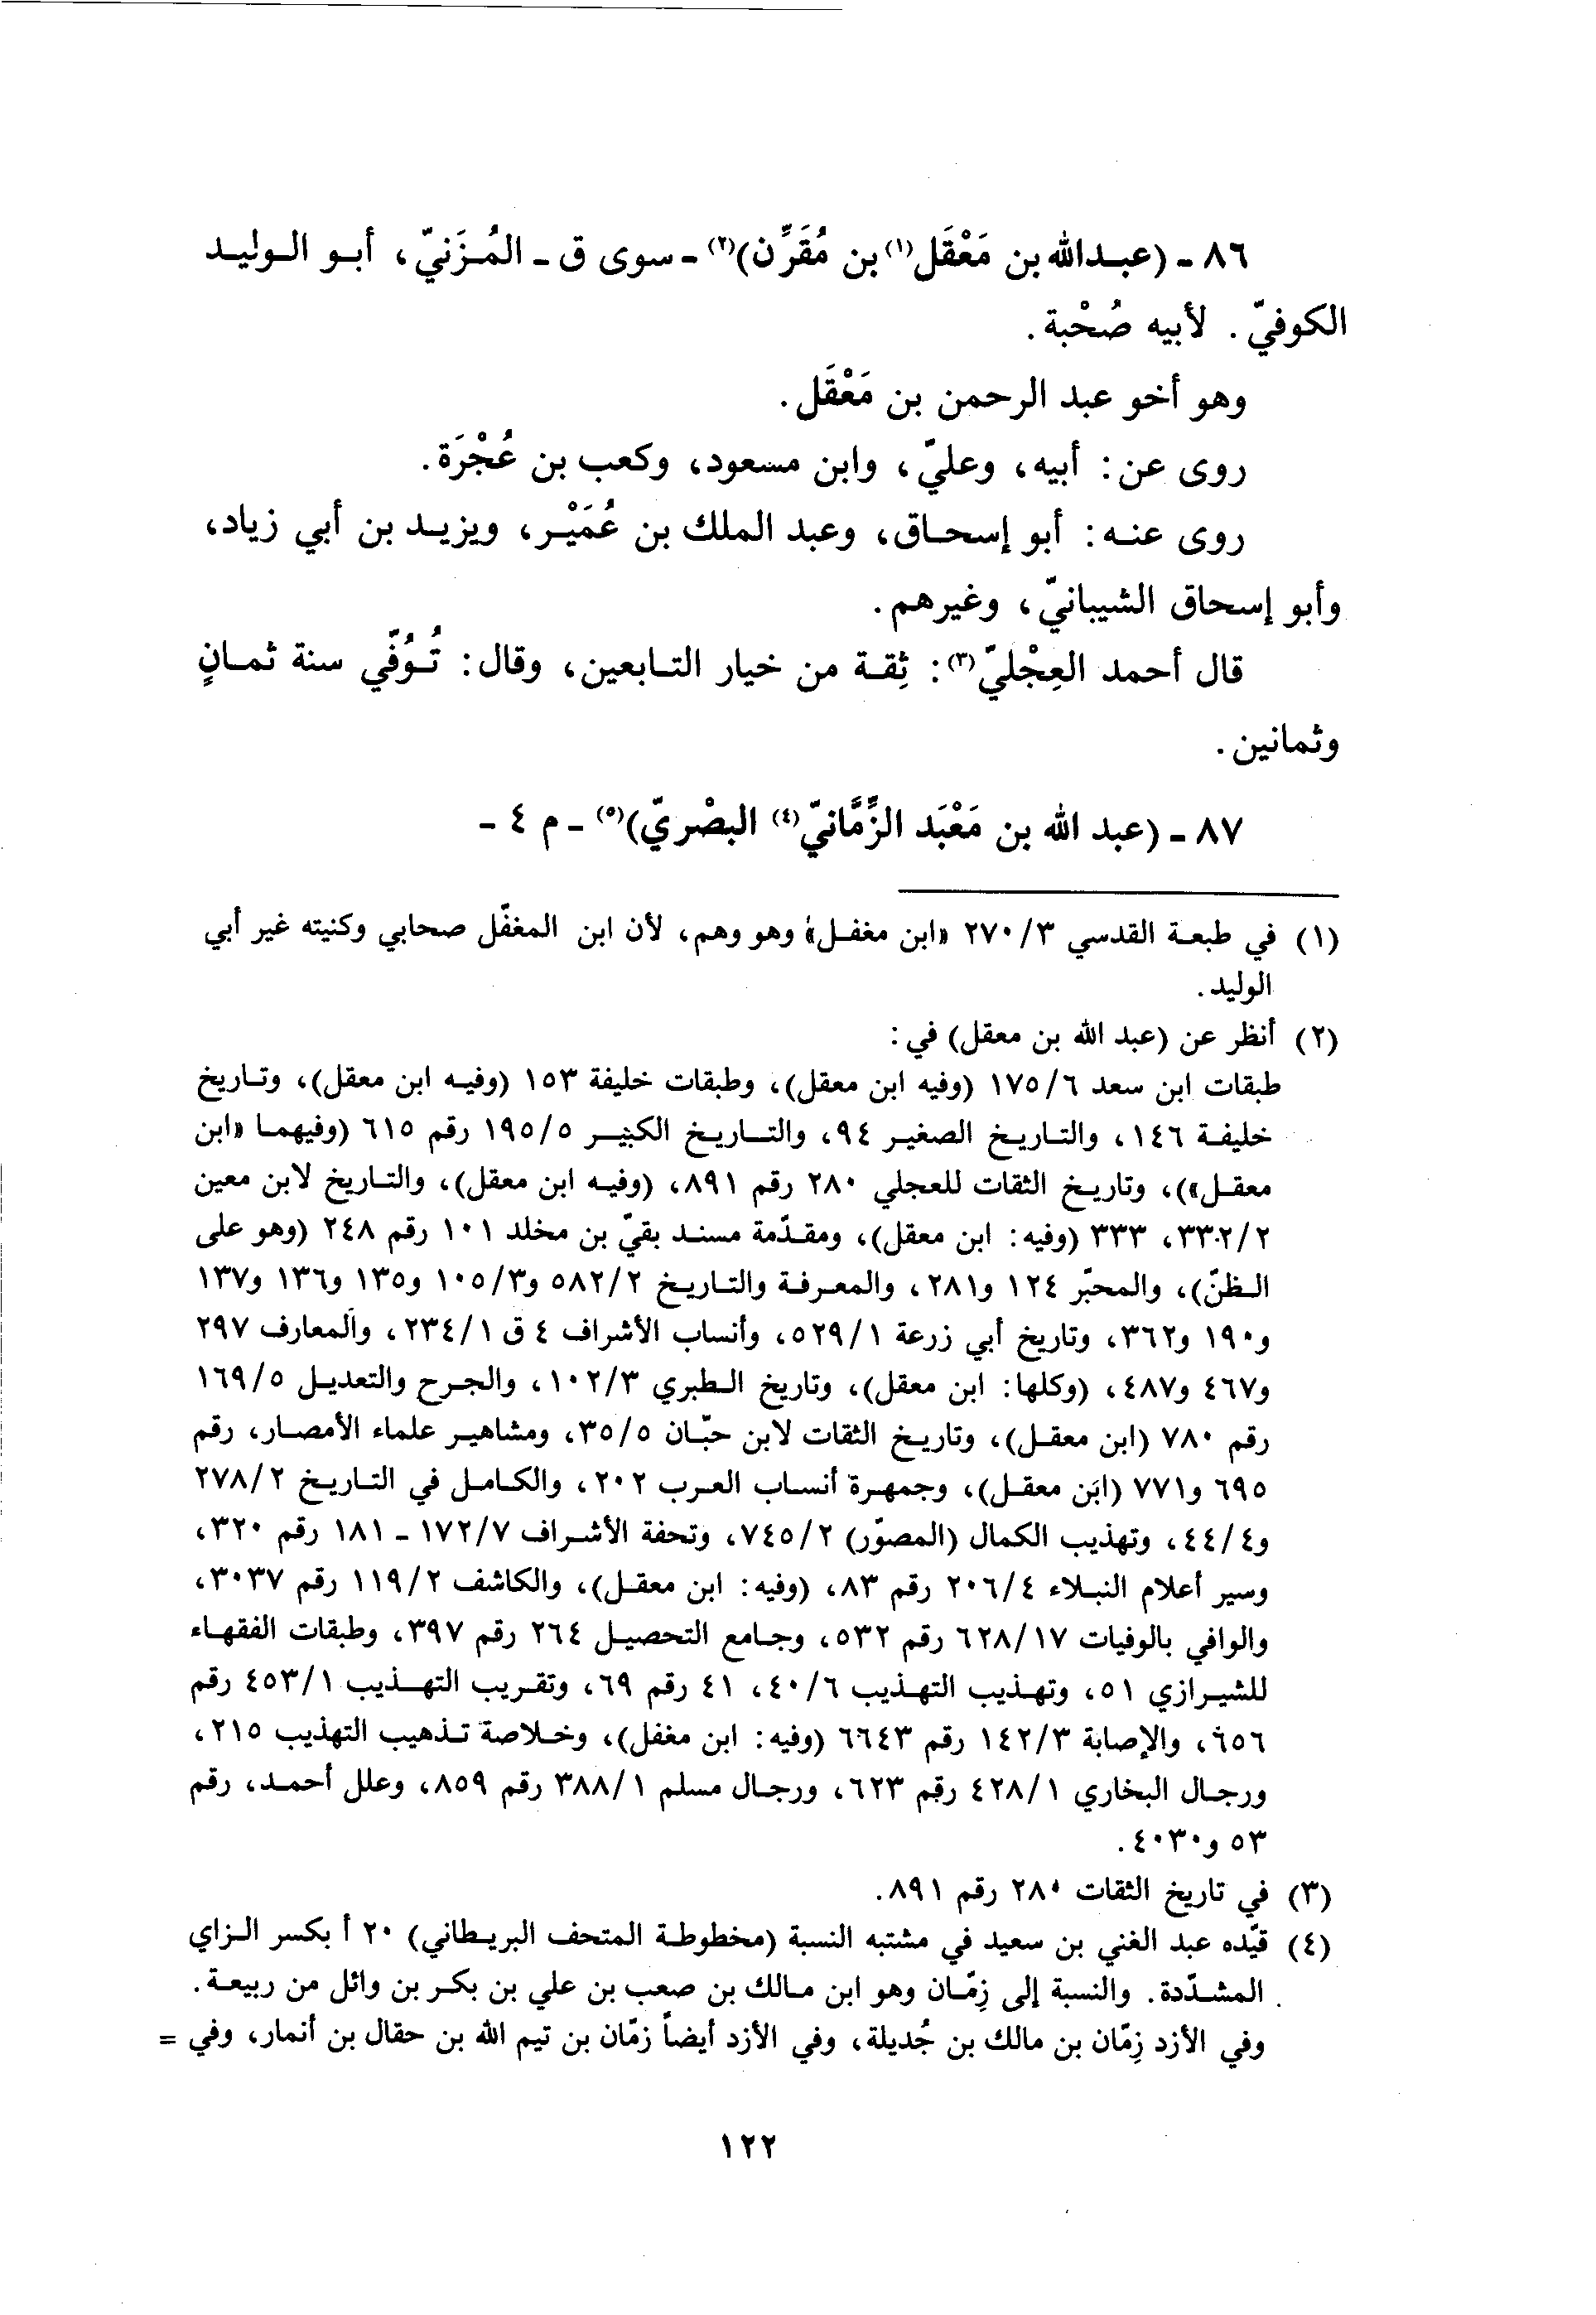 ٨٦ - (عبدالله بن مَعْقَل(١) بن مُقَرِّن)(٢) - سوى ق - المُزَنيّ، أبو الوليد
الكوفيّ. لأبيه صُحْبة.
وهو أخو عبد الرحمن بن مَعْقَل.
روى عن: أبيه، وعليّ، وابن مسعود، وكعب بن عُجْرَة.
روى عنه: أبو إسحاق، وعبد الملك بن عُمَيْر، ويزيد بن أبي زياد،
وأبو إسحاق الشيبانيّ، وغيرهم.
قال أحمد العِجْليّ(٣): ثِقة من خيار التابعين، وقال: تُوُفّي سنة ثمانٍ
وثمانين.
٨٧ - (عبد الله بن مَعْبَد الزِّمَّانيّ(٤) البصْريّ)(٥) - م ٤ -
(١) في طبعة القدسي ٢٧٠/٣ «ابن مغفل» وهو وهم، لأن ابن المغفّل صحابي وكنيته غير أبي
الوليد.
(٢) أنظر عن (عبد الله بن معقل) في:
طبقات ابن سعد ١٧٥/٦ (وفيه ابن معقل)، وطبقات خليفة ١٥٣ (وفيه ابن معقل)، وتاريخ
خليفة ١٤٦، والتاريخ الصغير ٩٤، والتاريخ الكبير ١٩٥/٥ رقم ٦١٥ (وفيهما «ابن
معقل»)، وتاريخ الثقات للعجلي ٢٨٠ رقم ٨٩١، (وفيه ابن معقل)، والتاريخ لابن معين
٣٣٢/٢، ٣٣٣ (وفيه: ابن معقل)، ومقدّمة مسند بقيّ بن مخلد ١٠١ رقم ٢٤٨ (وهو على
الظنّ)، والمحبّر ١٢٤ و٢٨١، والمعرفة والتاريخ ٥٨٢/٢ و١٠٥/٣ و١٣٥ و١٣٦ و١٣٧
و١٩٠ و٣٦٢، وتاريخ أبي زرعة ٥٢٩/١، وأنساب الأشراف ٤ ق ٢٣٤/١، والمعارف ٢٩٧
و٤٦٧ و٤٨٧، (وكلها: ابن معقل)، وتاريخ الطبري ١٠٢/٣، والجرح والتعديل ١٦٩/٥
رقم ٧٨٠ (ابن معقل)، وتاريخ الثقات لابن حبّان ٣٥/٥، ومشاهير علماء الأمصار، رقم
٦٩٥ و٧٧١ (ابن معقل)، وجمهرة أنساب العرب ٢٠٢، والكامل في التاريخ ٢٧٨/٢
و٤٤/٤، وتهذيب الكمال (المصوّر) ٧٤٥/٢، وتحفة الأشراف ١٧٢/٧ - ١٨١ رقم ٣٢٠،
وسير أعلام النبلاء ٢٠٦/٤ رقم ٨٣، (وفيه: ابن معقل)، والكاشف ١١٩/٢ رقم ٣٠٣٧،
والوافي بالوفيات ٦٢٨/١٧ رقم ٥٣٢، وجامع التحصيل ٢٦٤ رقم ٣٩٧، وطبقات الفقهاء
للشيرازي ٥١، وتهذيب التهذيب ٤٠/٦، ٤١ رقم ٦٩، وتقريب التهذيب ٤٥٣/١ رقم
٦٥٦، والإصابة ١٤٢/٣ رقم ٦٦٤٣ (وفيه: ابن مغفل)، وخلاصة تذهيب التهذيب ٢١٥،
ورجال البخاري ٤٢٨/١ رقم ٦٢٣، ورجال مسلم ٣٨٨/١ رقم ٨٥٩، وعلل أحمد، رقم
٥٣ و٤٠٣٠.
(٣) في تاريخ الثقات ٢٨٠ رقم ٨٩١.
(٤) قيّده عبد الغني بن سعيد في مشتبه النسبة (مخطوطة المتحف البريطاني) ٢٠ أ بكسر الزاي
المشدّدة. والنسبة إلى زِمّان وهو ابن مالك بن صعب بن علي بن بكر بن وائل من ربيعة.
وفي الأزد زِمّان بن مالك بن جُديلة، وفي الأزد أيضاً زمّان بن تيم الله بن حقال بن أنمار، وفي =
١٢٢